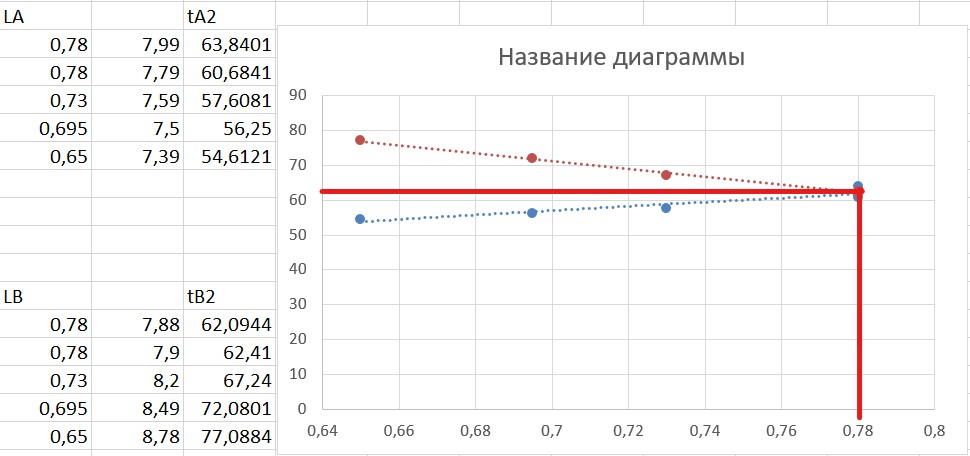 LA tA2
0,78 7,99 63,8401
0,78 7,79 60,6841
0,73 7,59 57,6081
0,695 7,5 56,25
0,65 7,39 54,6121
LB tB2
0,78 7,88 62,0944
0,78 7,9 62,41
0,73 8,2 67,24
0,695 8,49 72,0801
0,65 8,78 77,0884
Название диаграммы
90
80
70
60
50
40
30
20
10
0
0,64 0,66 0,68 0,7 0,72 0,74 0,76 0,78 0,8